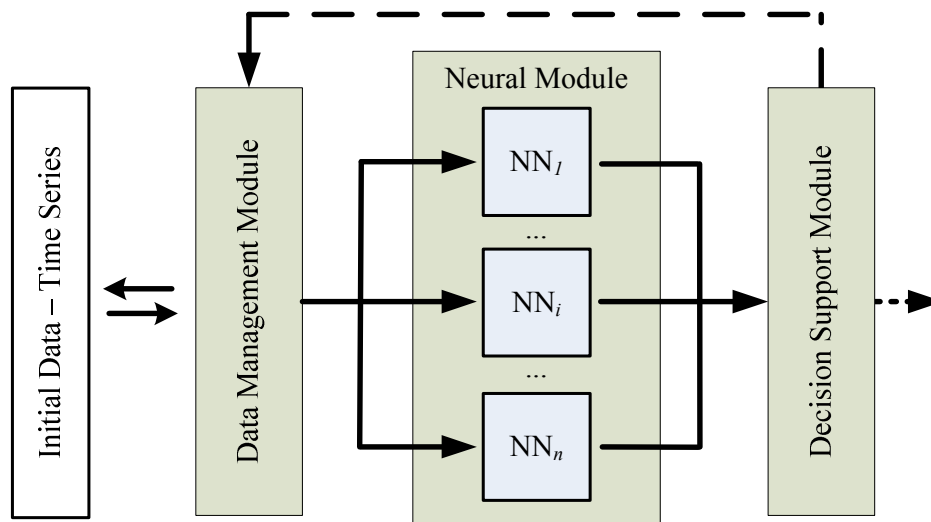 Initial Data – Time Series
Data Management Module
Neural Module
NN1
...
NNi
...
NNn
Decision Support Module